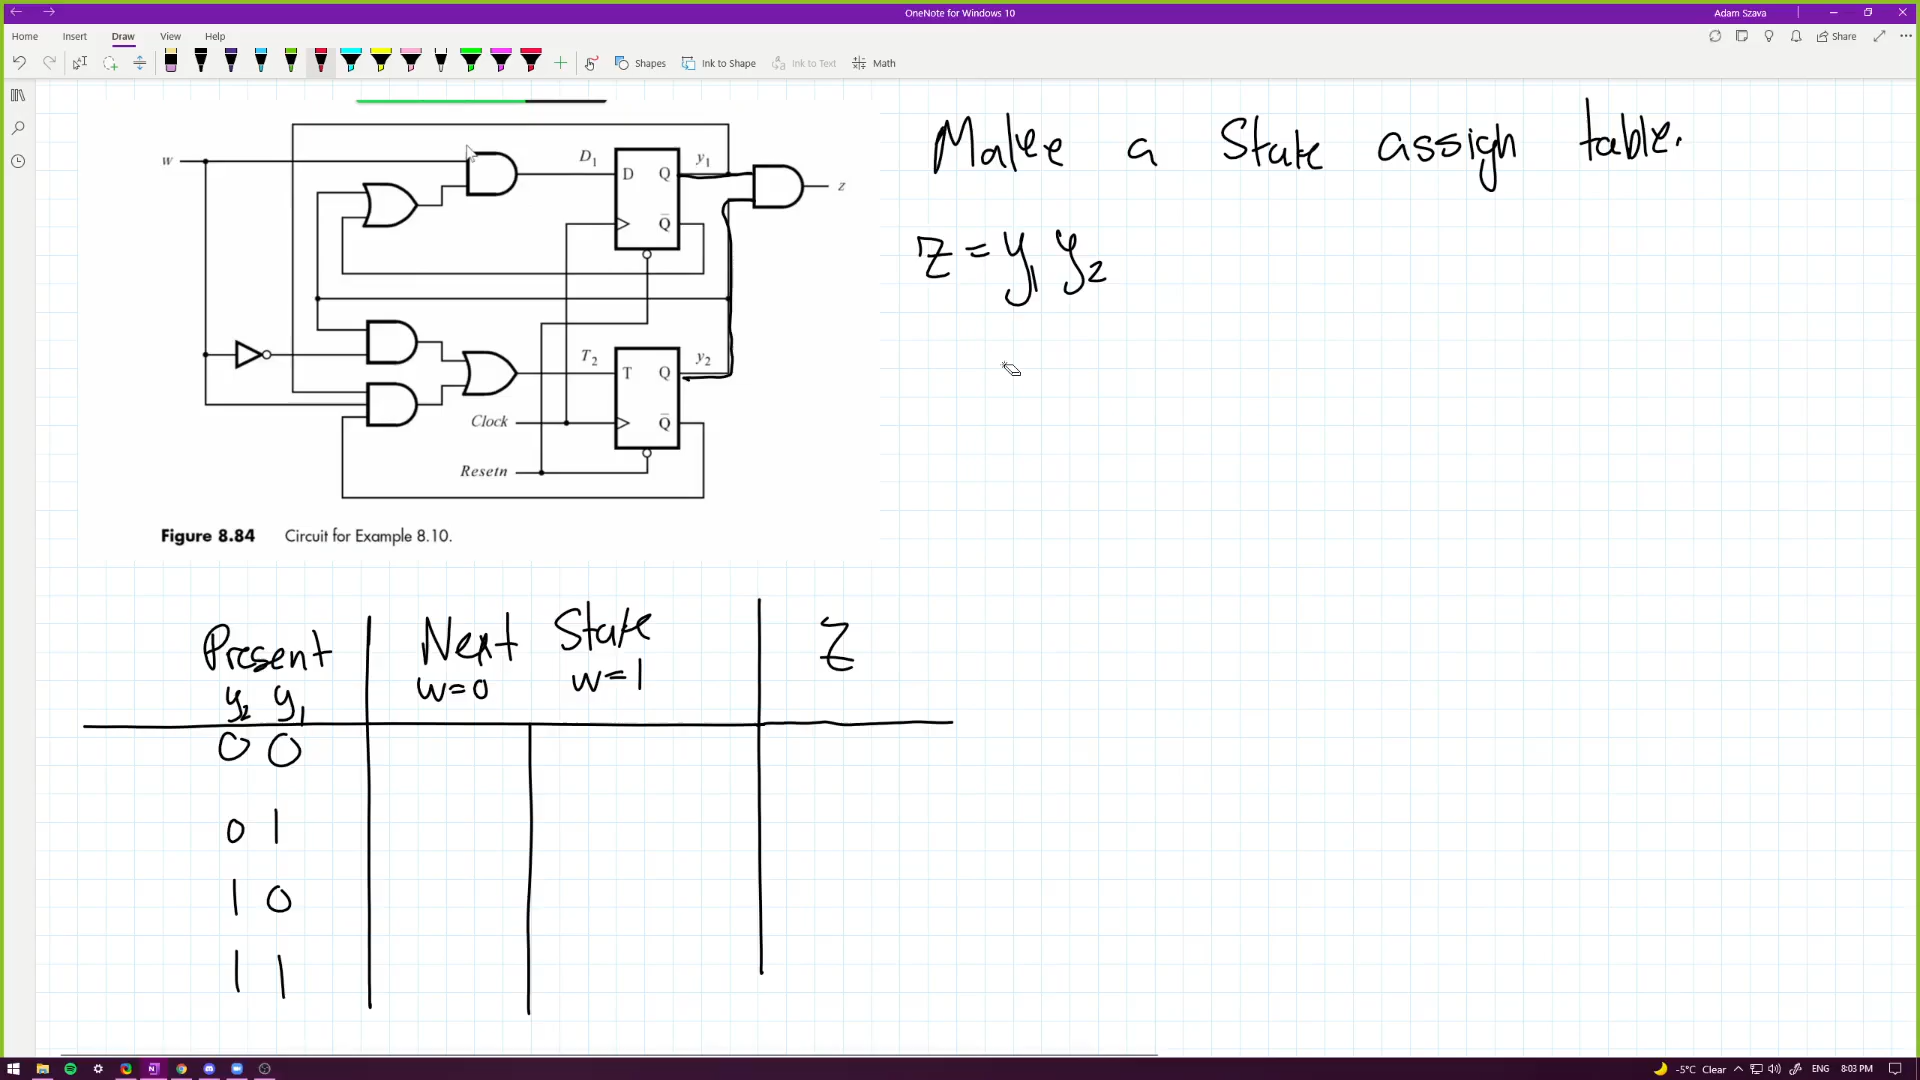 OneNote for Windows 10
Adam Szava
Home Insert Draw View Help
Share
Shapes Ink to Shape Ink to Text Math
w
D1
D Q
y1
z
Q̄
T2
T Q
y2
Q̄
Clock
Resetn
Figure 8.84 Circuit for Example 8.10.
Make a State assign table.
z = y1 y2
Present Next State Z
y2 y1 w=0 w=1
0 0
0 1
1 0
1 1
-5°C Clear ENG 8:03 PM